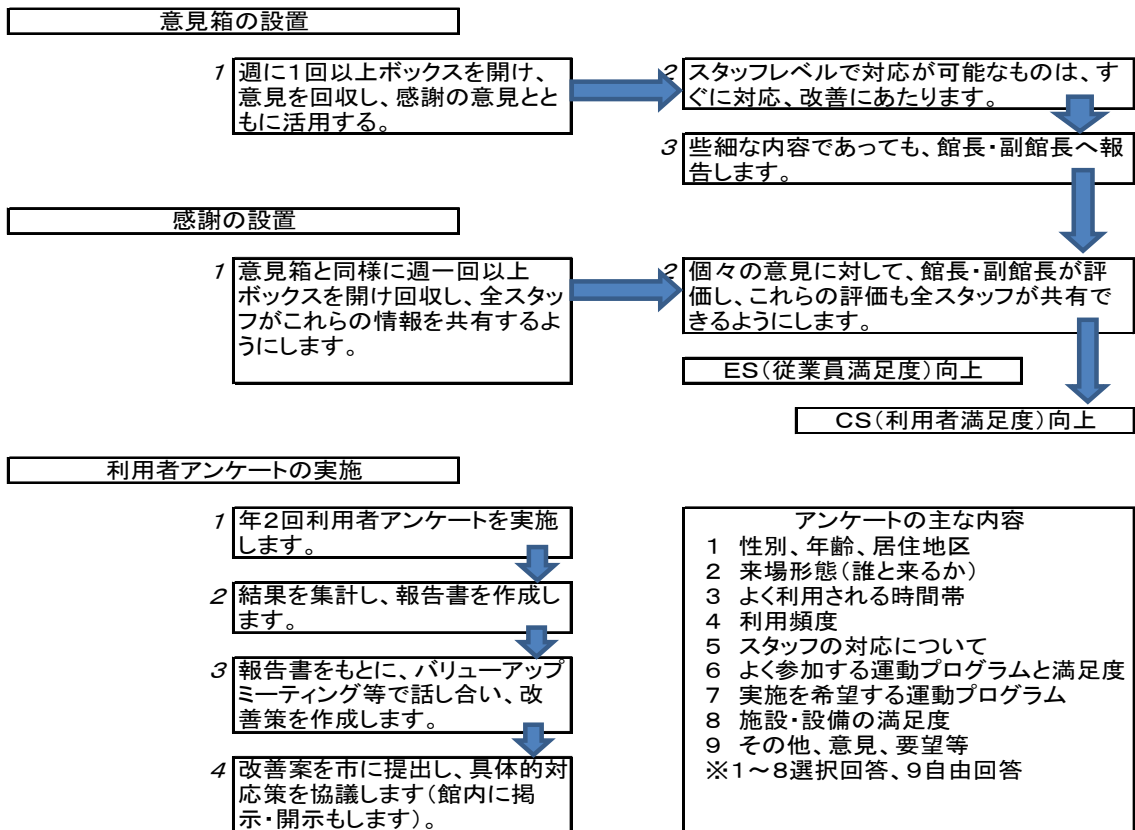 意見箱の設置
1 週に1回以上ボックスを開け、
意見を回収し、感謝の意見とと
もに活用する。
2 スタッフレベルで対応が可能なものは、す
ぐに対応、改善にあたります。
3 些細な内容であっても、館長・副館長へ報
告します。
感謝の設置
1 意見箱と同様に週一回以上
ボックスを開け回収し、全スタッ
フがこれらの情報を共有するよ
うにします。
2 個々の意見に対して、館長・副館長が評
価し、これらの評価も全スタッフが共有で
きるようにします。
ES(従業員満足度)向上
CS(利用者満足度)向上
利用者アンケートの実施
1 年2回利用者アンケートを実施
します。
2 結果を集計し、報告書を作成し
ます。
3 報告書をもとに、バリューアップ
ミーティング等で話し合い、改
善策を作成します。
4 改善案を市に提出し、具体的対
応策を協議します(館内に掲
示・開示もします)。
アンケートの主な内容
1 性別、年齢、居住地区
2 来場形態(誰と来るか)
3 よく利用される時間帯
4 利用頻度
5 スタッフの対応について
6 よく参加する運動プログラムと満足度
7 実施を希望する運動プログラム
8 施設・設備の満足度
9 その他、意見、要望等
※1~8選択回答、9自由回答